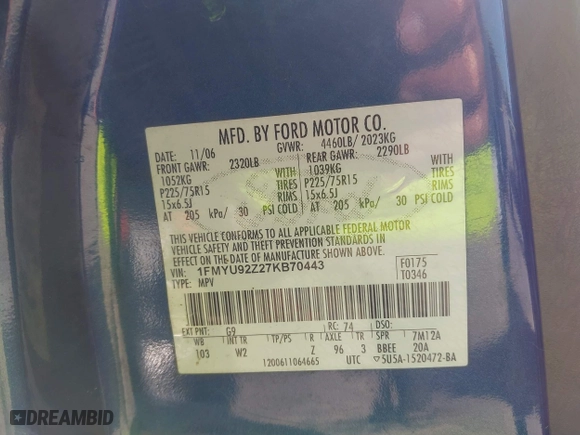 MFD. BY FORD MOTOR CO.
DATE: 11/06 GVWR: 4460LB/ 2023KG
FRONT GAWR: 2320LB REAR GAWR: 2290LB
1052KG 1039KG
P225/75R15 TIRES P225/75R15 TIRES
15x6.5J RIMS 15x6.5J RIMS
AT 205 kPa/ 30 PSI COLD AT 205 kPa/ 30 PSI COLD
THIS VEHICLE CONFORMS TO ALL APPLICABLE FEDERAL MOTOR
VEHICLE SAFETY AND THEFT PREVENTION STANDARDS IN
EFFECT ON THE DATE OF MANUFACTURE SHOWN ABOVE.
VIN: 1FMYU92Z27KB70443 F0175
TYPE: MPV T0346
EXT PNT: G9 RC: 74 DSO:
WB INT TR TP/PS R AXLE TR SPR 7M12A
103 W2 Z 96 3 BBEE 20A
1200611064665 UTC 5U5A-1520472-BA
DREAMBID